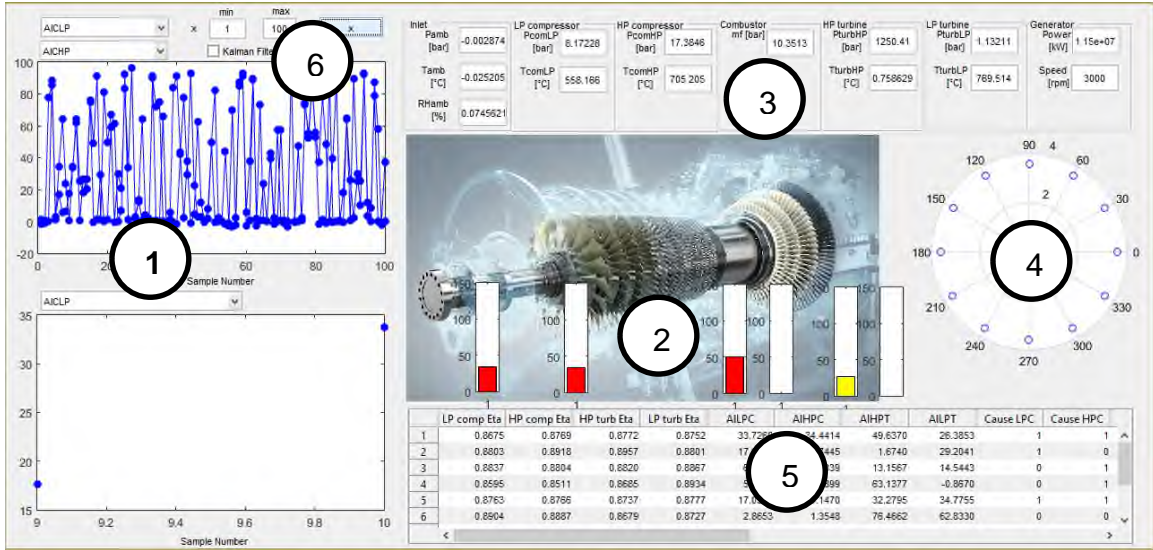 min max
AICLP x 1 100 x
AICHP Kalman Filte
6
100
80
60
40
20
0
-20
0 20 40 60 80 100
1
Sample Number
AICLP
35
30
25
20
15
9 9.2 9.4 9.6 9.8 10
Sample Number
Inlet LP compressor HP compressor Combustor HP turbine LP turbine Generator
Pamb [bar] -0.002874 PcomLP [bar] 8.17228 PcomHP [bar] 17.3846 mf [bar] 10.3513 PturbHP [bar] 1250.41 PturbLP [bar] 1.13211 Power [kW] 1.15e+07
Tamb [°C] -0.025205 TcomLP [°C] 558.166 TcomHP [°C] 705.205 TturbHP [°C] 0.758629 TturbLP [°C] 769.514 Speed [rpm] 3000
RHamb [%] 0.0745621
3
150 150 150 150 150 150
100 100 100 100 100 100
50 50 50 50 50 50
0 0 0 0 0 0
1 1 1 1 1
2
90 4
120 60
2
150 30
180 0
4
210 330
240 300
270
LP comp Eta HP comp Eta HP turb Eta LP turb Eta AILPC AIHPC AIHPT AILPT Cause LPC Cause HPC
1 0.8675 0.8769 0.8772 0.8752 33.7268 34.4414 49.6370 26.3853 1 1
2 0.8803 0.8918 0.8957 0.8801 17. 445 1.6740 29.2041 1 0
3 0.8837 0.8804 0.8820 0.8867 13.1567 14.5443 0 1
4 0.8595 0.8511 0.8685 0.8934 63.1377 -0.8670 0 1
5 0.8763 0.8766 0.8737 0.8777 17.0 .1470 32.2795 34.7755 1 1
6 0.8904 0.8887 0.8679 0.8727 2.8653 1.3548 76.4662 62.8330 0 0
5